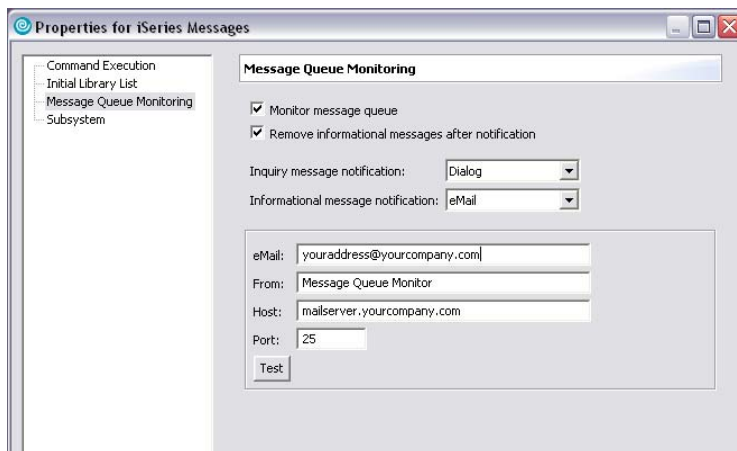 Properties for iSeries Messages
Command Execution
Initial Library List
Message Queue Monitoring
Subsystem
Message Queue Monitoring
Monitor message queue
Remove informational messages after notification
Inquiry message notification: Dialog
Informational message notification: eMail
eMail: youraddress@yourcompany.com
From: Message Queue Monitor
Host: mailserver.yourcompany.com
Port: 25
Test